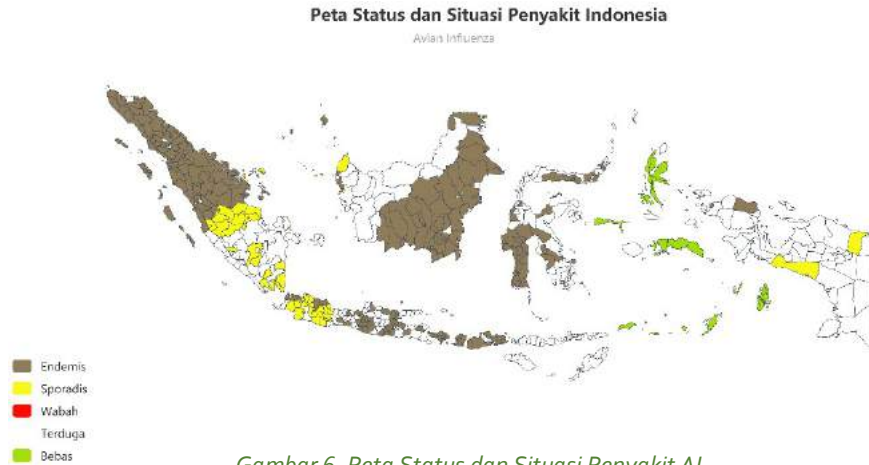 Peta Status dan Situasi Penyakit Indonesia
Avian Influenza
Endemis
Sporadis
Wabah
Terduga
Bebas
Gambar 6. Peta Status dan Situasi Penyakit AI